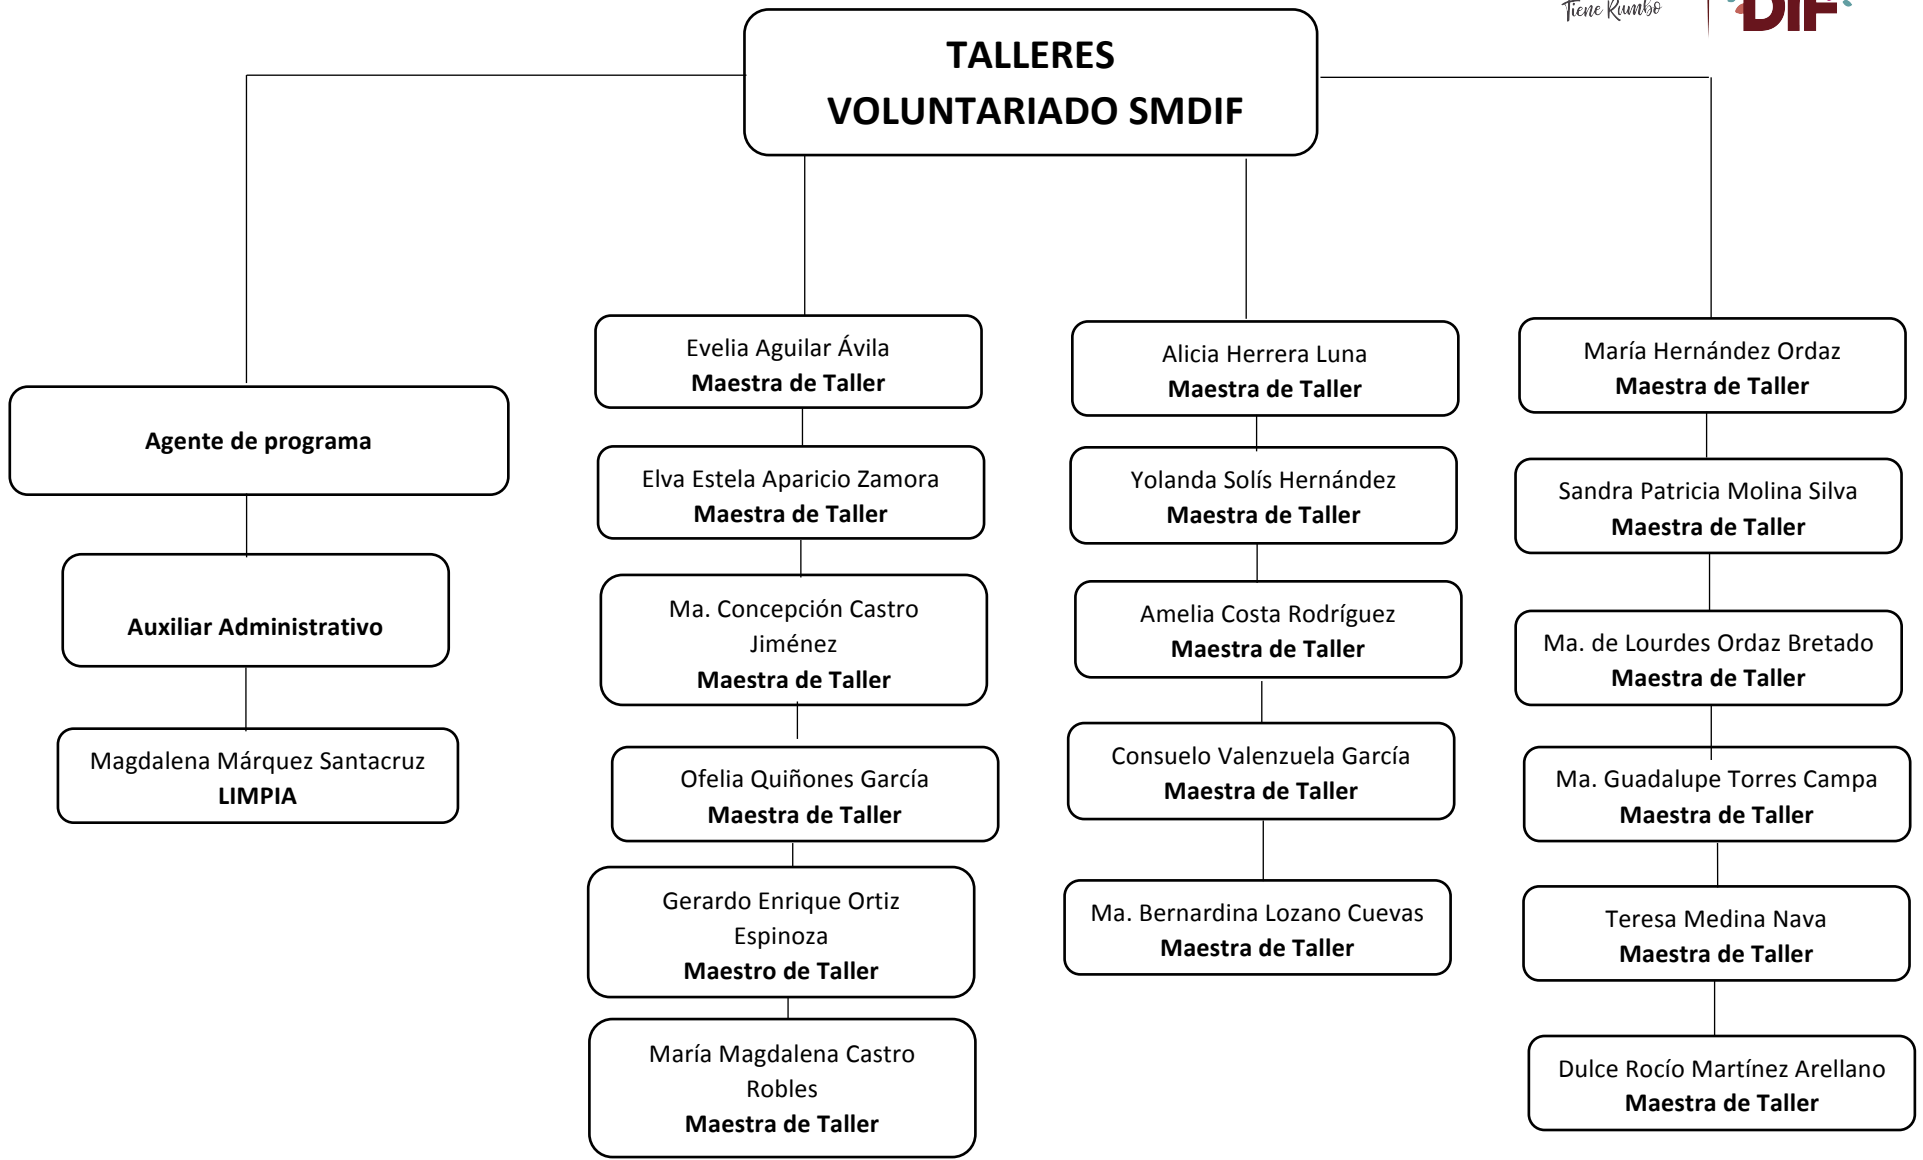 Tiene Rumbo
DIF
TALLERES
VOLUNTARIADO SMDIF
Agente de programa
Auxiliar Administrativo
Magdalena Márquez Santacruz
LIMPIA
Evelia Aguilar Ávila
Maestra de Taller
Elva Estela Aparicio Zamora
Maestra de Taller
Ma. Concepción Castro
Jiménez
Maestra de Taller
Ofelia Quiñones García
Maestra de Taller
Gerardo Enrique Ortiz
Espinoza
Maestro de Taller
María Magdalena Castro
Robles
Maestra de Taller
Alicia Herrera Luna
Maestra de Taller
Yolanda Solís Hernández
Maestra de Taller
Amelia Costa Rodríguez
Maestra de Taller
Consuelo Valenzuela García
Maestra de Taller
Ma. Bernardina Lozano Cuevas
Maestra de Taller
María Hernández Ordaz
Maestra de Taller
Sandra Patricia Molina Silva
Maestra de Taller
Ma. de Lourdes Ordaz Bretado
Maestra de Taller
Ma. Guadalupe Torres Campa
Maestra de Taller
Teresa Medina Nava
Maestra de Taller
Dulce Rocío Martínez Arellano
Maestra de Taller